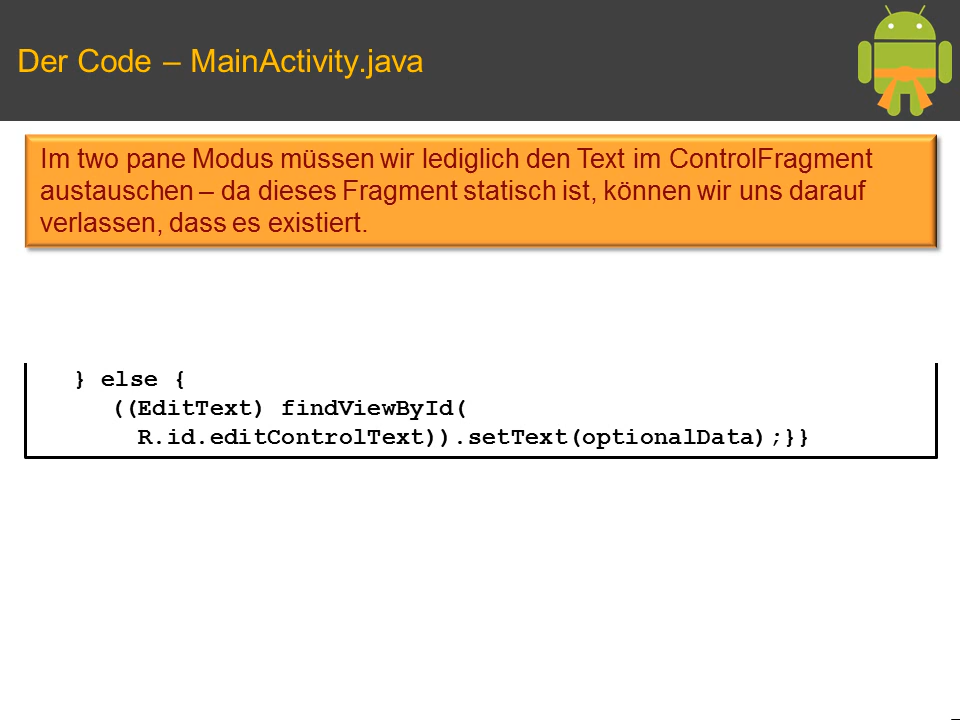 Der Code – MainActivity.java
Im two pane Modus müssen wir lediglich den Text im ControlFragment
austauschen – da dieses Fragment statisch ist, können wir uns darauf
verlassen, dass es existiert.
} else {
((EditText) findViewById(
R.id.editControlText)).setText(optionalData);}}